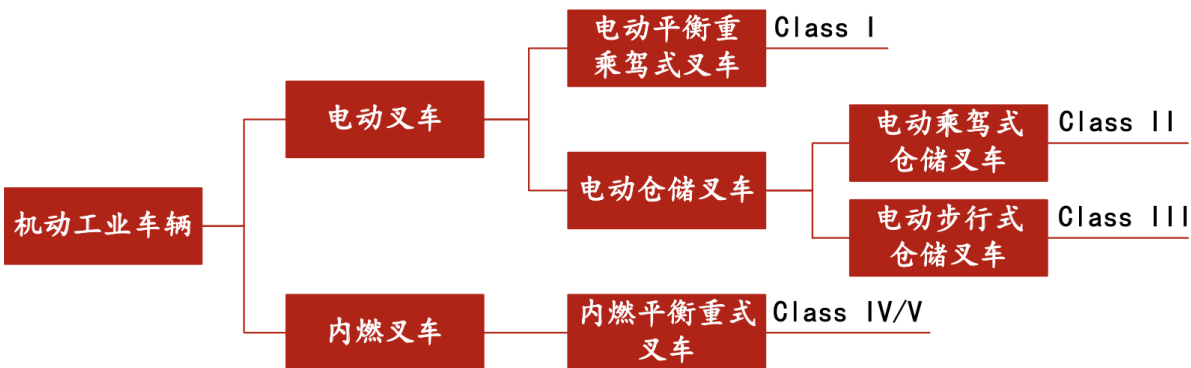 电动平衡重
乘驾式叉车
Class I
电动叉车
电动乘驾式
仓储叉车
Class II
电动仓储叉车
机动工业车辆
电动步行式
仓储叉车
Class III
内燃叉车
内燃平衡重式
叉车
Class IV/V